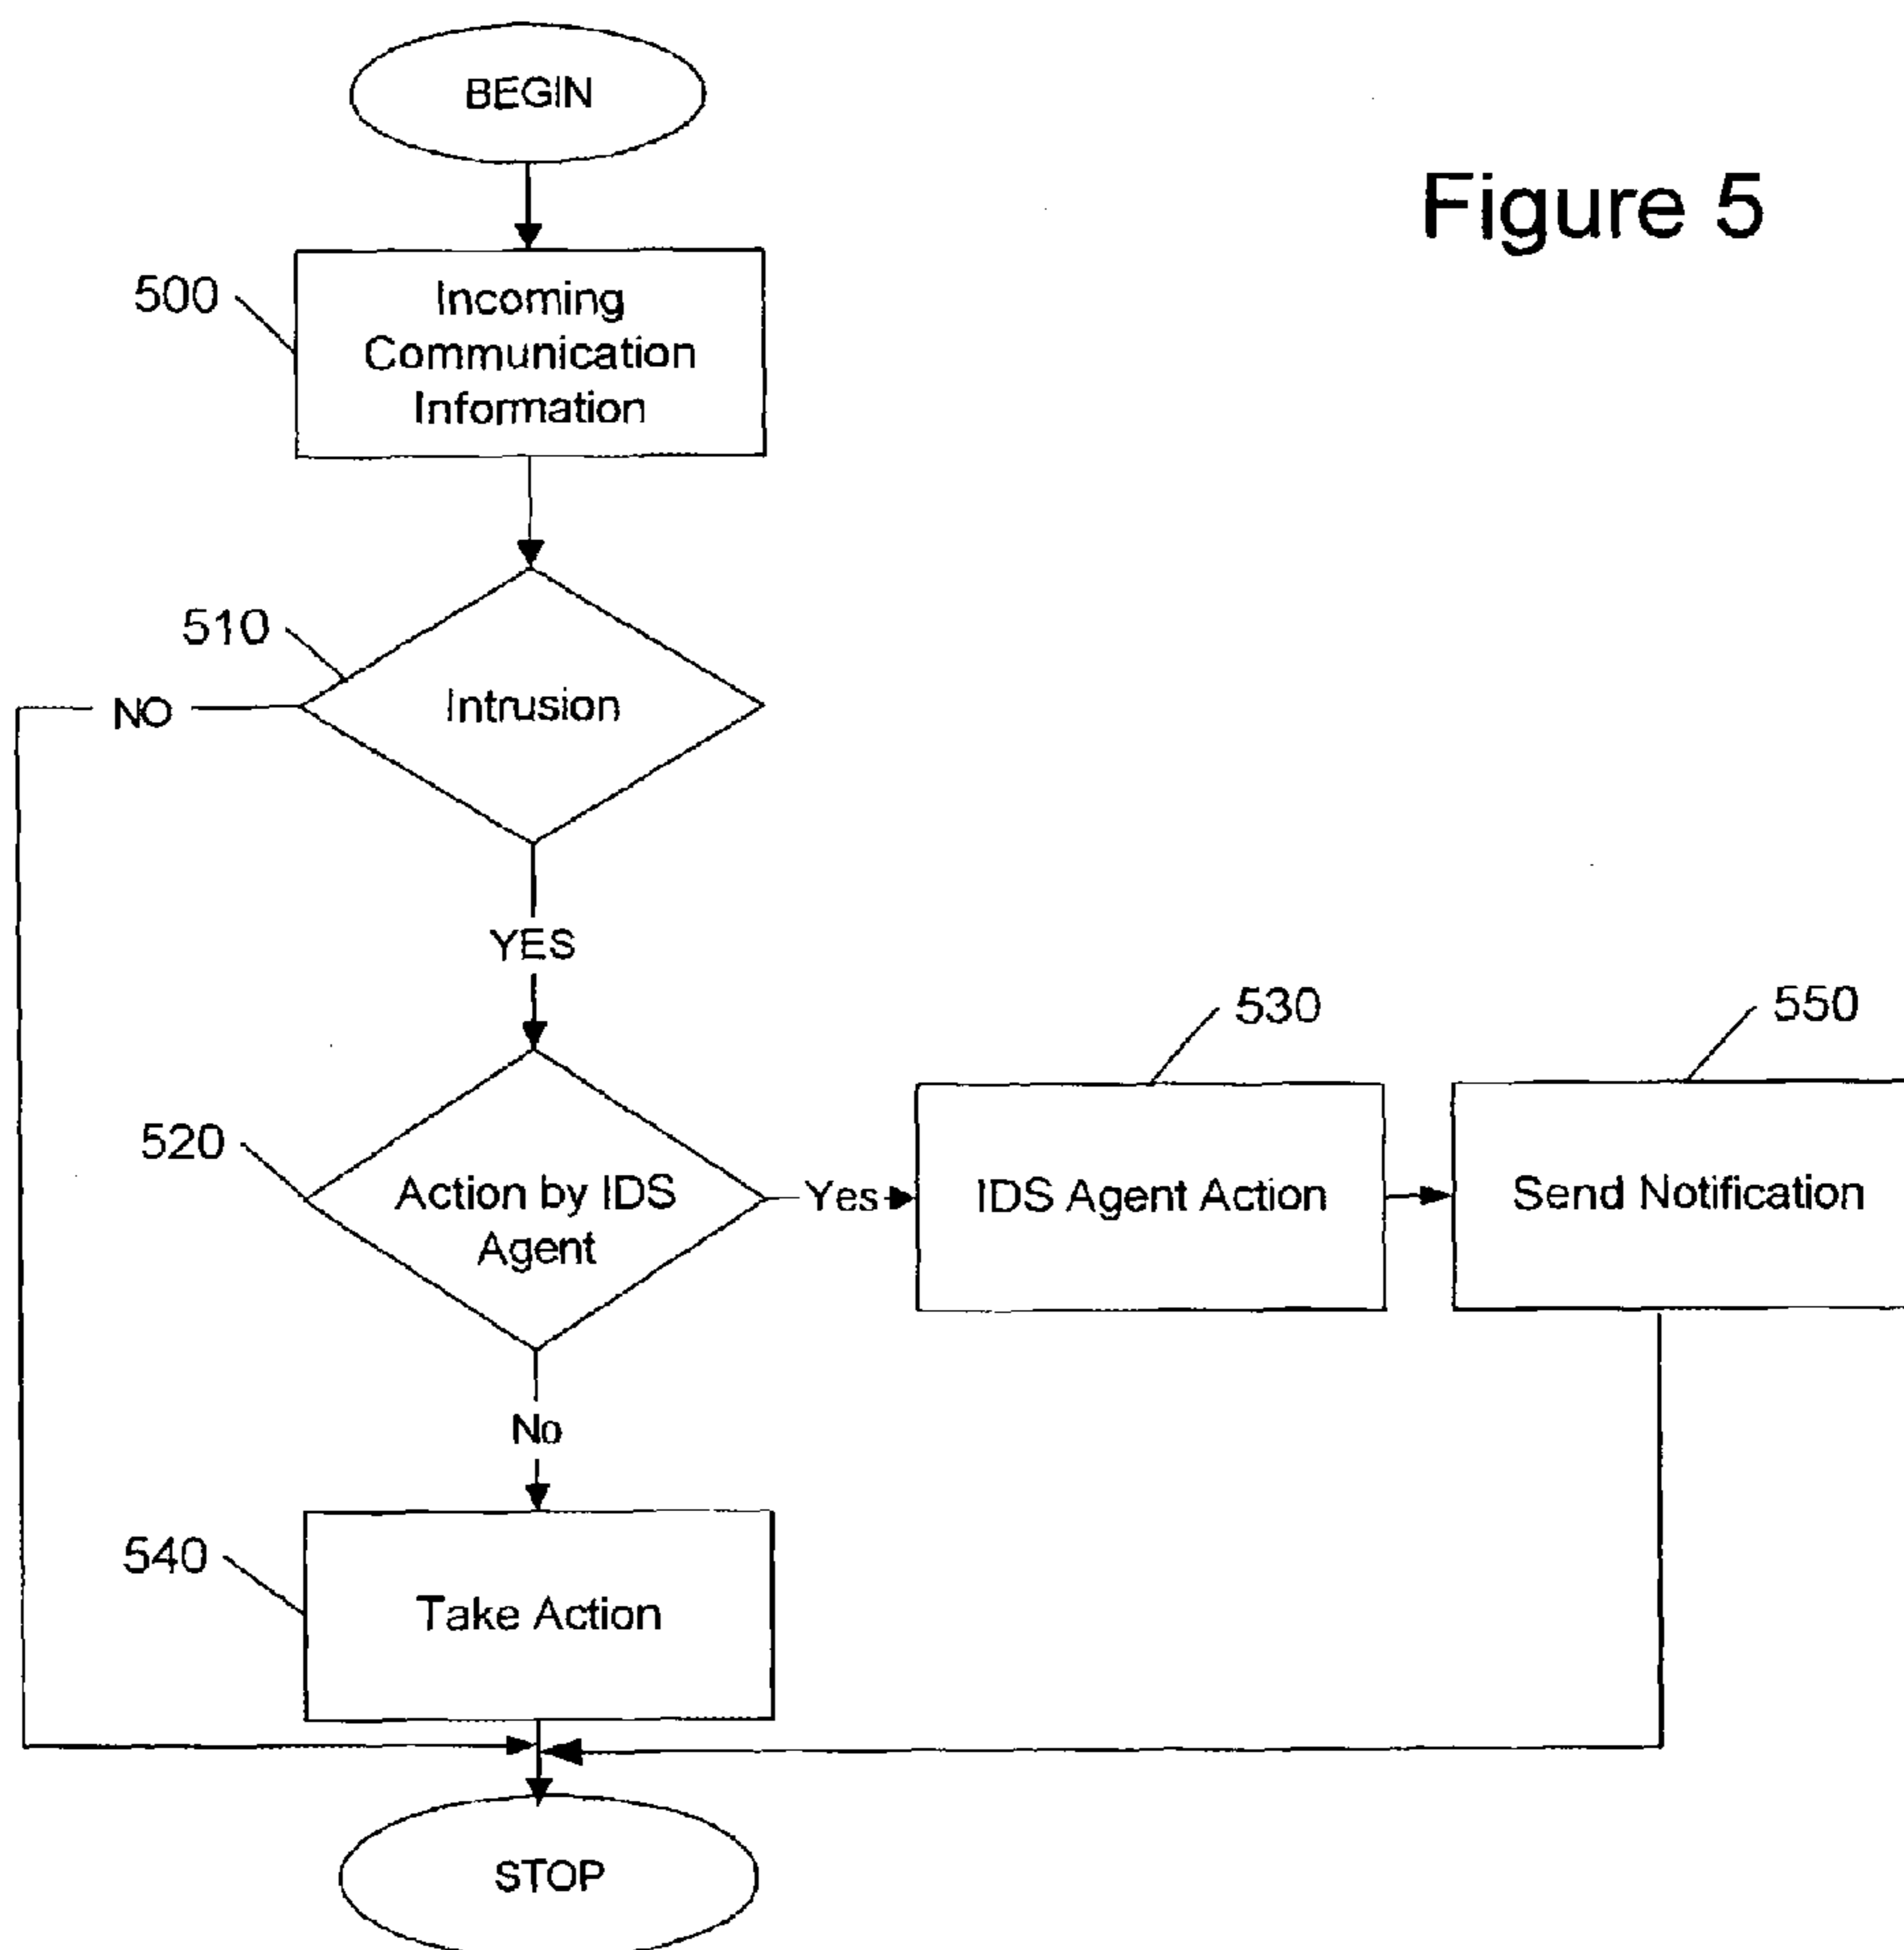 BEGIN
Figure 5
500
Incoming
Communication
Information
510
NO
Intrusion
YES
530
550
520
Action by IDS
Agent
Yes
IDS Agent Action
Send Notification
No
540
Take Action
STOP